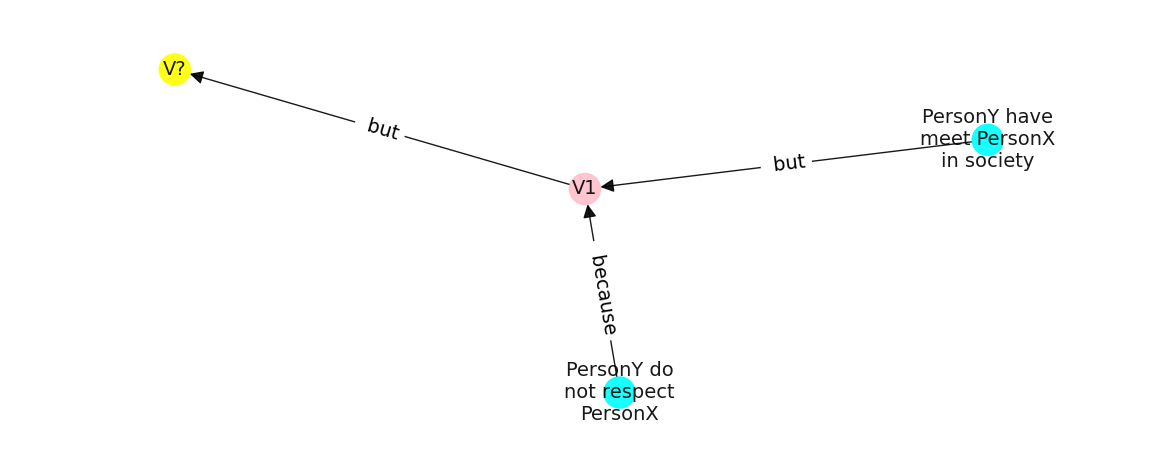 V?
but
PersonY have
meet PersonX
in society
but
V1
because
PersonY do
not respect
PersonX